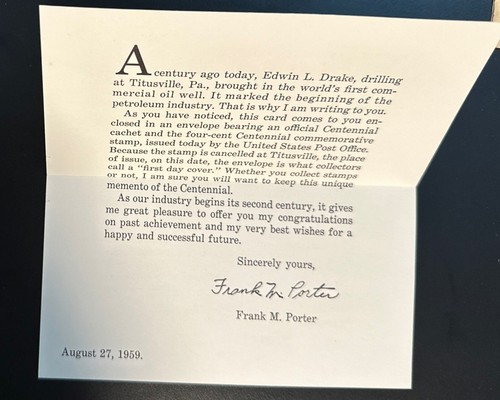 A century ago today, Edwin L. Drake, drilling
at Titusville, Pa., brought in the world's first com-
mercial oil well. It marked the beginning of the
petroleum industry. That is why I am writing to you.
As you have noticed, this card comes to you en-
closed in an envelope bearing an official Centennial
cachet and the four-cent Centennial commemorative
stamp, issued today by the United States Post Office.
Because the stamp is cancelled at Titusville, the place
of issue, on this date, the envelope is what collectors
call a "first day cover." Whether you collect stamps
or not, I am sure you will want to keep this unique
memento of the Centennial.
As our industry begins its second century, it gives
me great pleasure to offer you my congratulations
on past achievement and my very best wishes for a
happy and successful future.
Sincerely yours,
Frank M. Porter
Frank M. Porter
August 27, 1959.